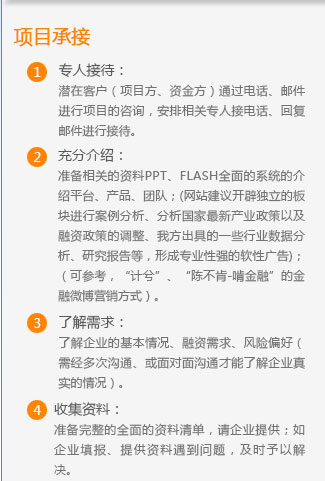 项目承接
1 专人接待：
潜在客户（项目方、资金方）通过电话、邮件
进行项目的咨询，安排相关专人接电话、回复
邮件进行接待。
2 充分介绍：
准备相关的资料PPT、FLASH全面的系统的介
绍平台、产品、团队；(网站建议开辟独立的板
块进行案例分析、分析国家最新产业政策以及
融资政策的调整、我方出具的一些行业数据分
析、研究报告等，形成专业性强的软性广告)；
（可参考，“计兮”、“陈不肯-啃金融”的金
融微博营销方式）。
3 了解需求：
了解企业的基本情况、融资需求、风险偏好（
需经多次沟通、或面对面沟通才能了解企业真
实的情况）。
4 收集资料：
准备完整的全面的资料清单，请企业提供；如
企业填报、提供资料遇到问题，及时予以解
决。